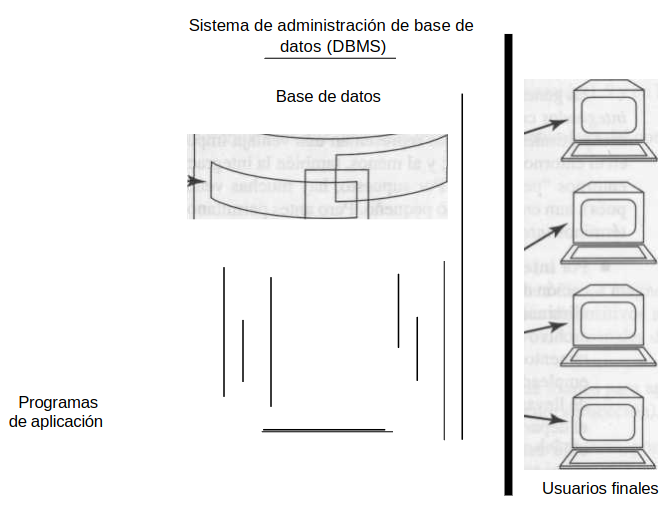 Sistema de administración de base de
datos (DBMS)
Base de datos
Programas
de aplicación
Usuarios finales